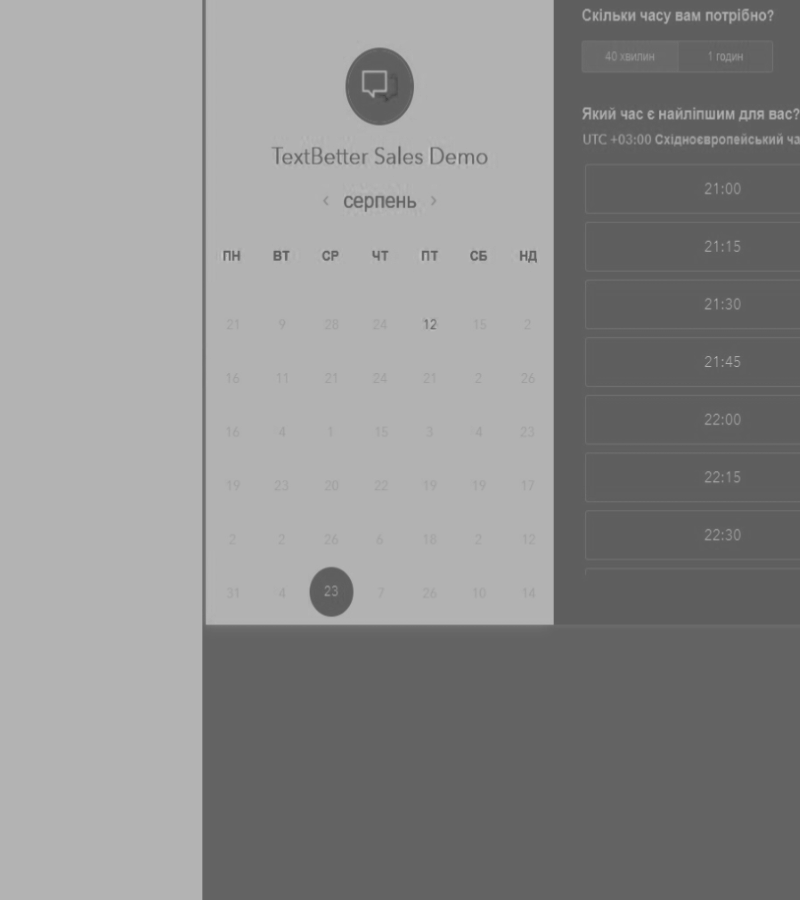 TextBetter Sales Demo
‹ серпень ›
ПН ВТ СР ЧТ ПТ СБ НД
21 9 28 24 12 15 2
16 11 21 24 21 2 26
16 4 1 15 3 4 23
19 23 20 22 19 19 17
2 2 26 6 18 2 12
31 4 23 7 26 10 14
Скільки часу вам потрібно?
40 хвилин 1 годин
Який час є найліпшим для вас?
UTC +03:00 Східноєвропейський ча
21:00
21:15
21:30
21:45
22:00
22:15
22:30